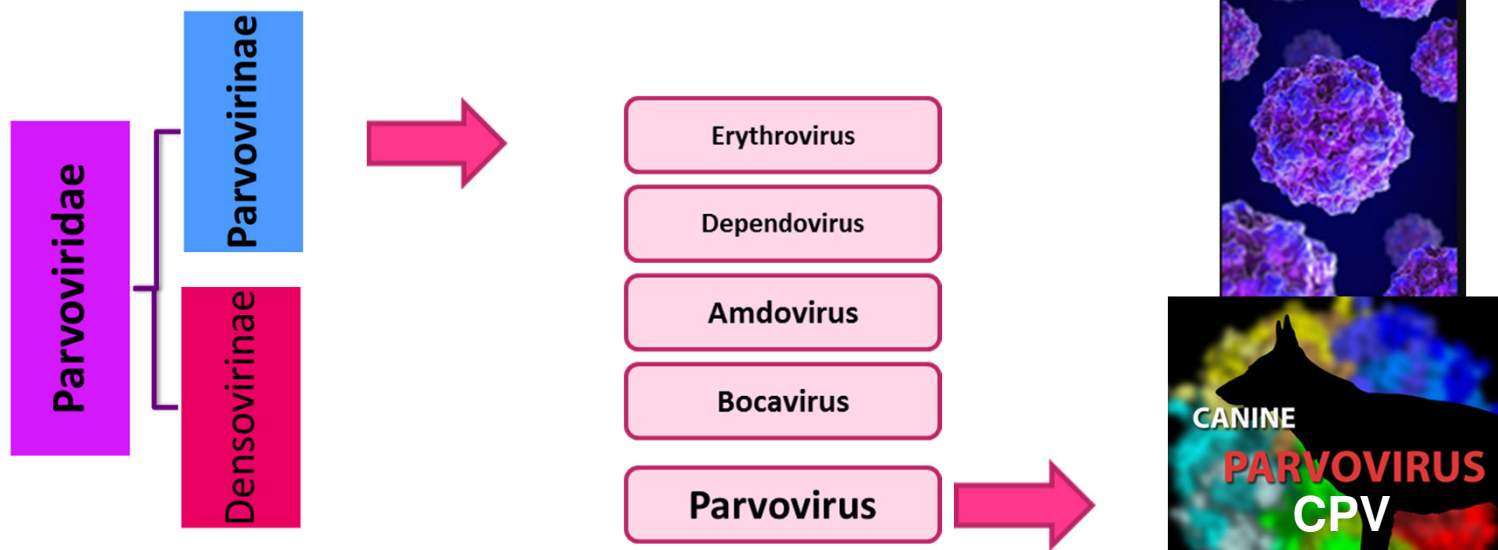 Parvoviridae
Parvovirinae
Densovirinae
Erythrovirus
Dependovirus
Amdovirus
Bocavirus
Parvovirus
CANINE
PARVOVIRUS
CPV